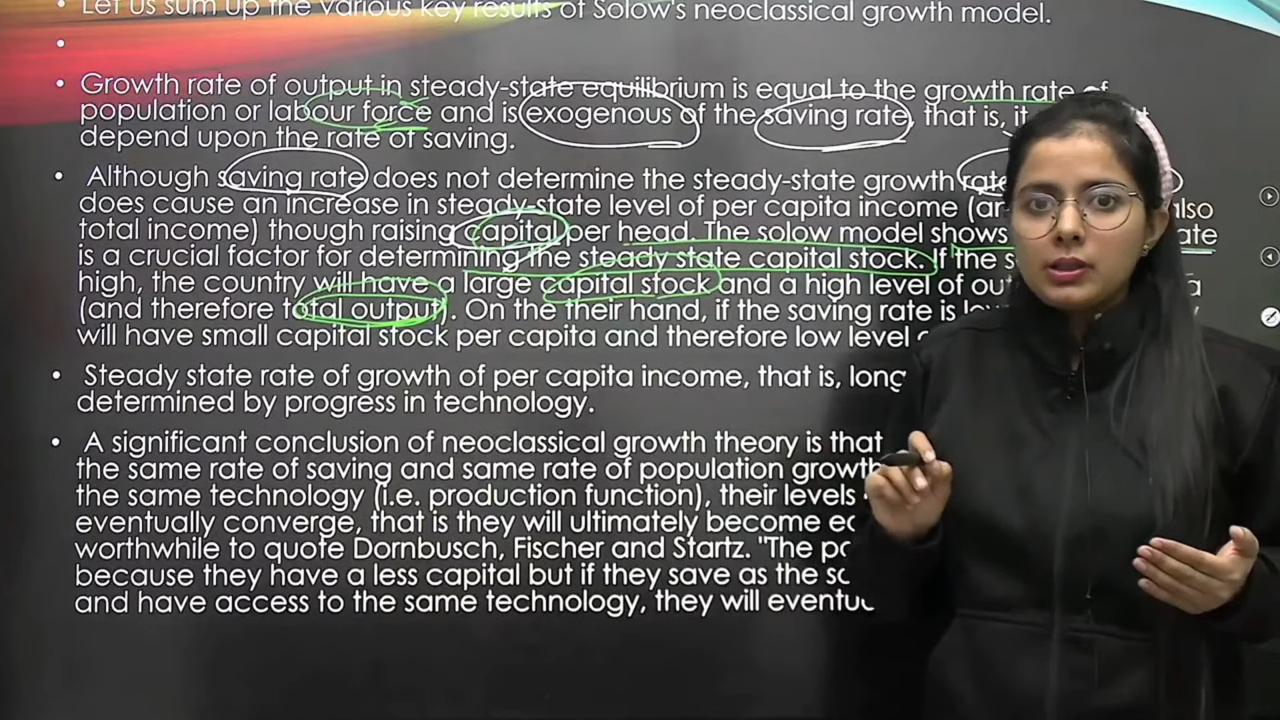 • Let us sum up the various key results of Solow's neoclassical growth model.
•
• Growth rate of output in steady-state equilibrium is equal to the growth rate of
population or labour force and is exogenous of the saving rate, that is, it
depend upon the rate of saving.
• Although saving rate does not determine the steady-state growth rate
does cause an increase in steady-state level of per capita income (an also
total income) though raising capital per head. The solow model shows ate
is a crucial factor for determining the steady state capital stock. If the s
high, the country will have a large capital stock and a high level of out a
(and therefore total output). On the their hand, if the saving rate is low
will have small capital stock per capita and therefore low level
• Steady state rate of growth of per capita income, that is, long
determined by progress in technology.
• A significant conclusion of neoclassical growth theory is that
the same rate of saving and same rate of population growth
the same technology (i.e. production function), their levels
eventually converge, that is they will ultimately become
worthwhile to quote Dornbusch, Fischer and Startz. "The
because they have a less capital but if they save as the
and have access to the same technology, they will